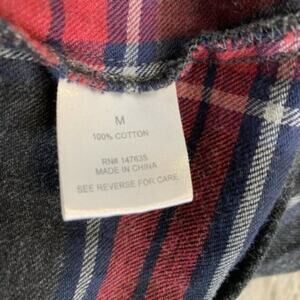 M
100% COTTON
RN# 147635
MADE IN CHINA
SEE REVERSE FOR CARE